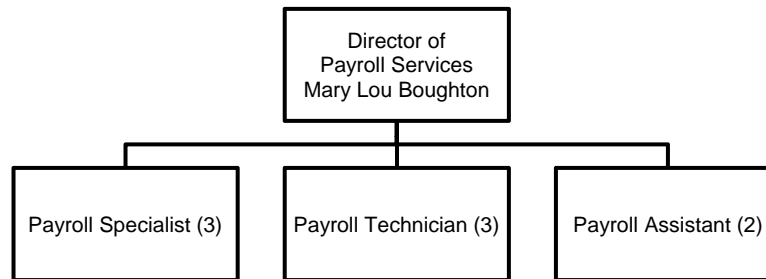 Director of
Payroll Services
Mary Lou Boughton
Payroll Specialist (3)
Payroll Technician (3)
Payroll Assistant (2)